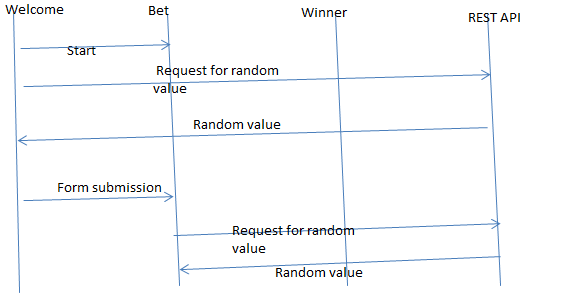 Welcome
Bet
Winner
REST API
Start
Request for random
value
Random value
Form submission
Request for random
value
Random value